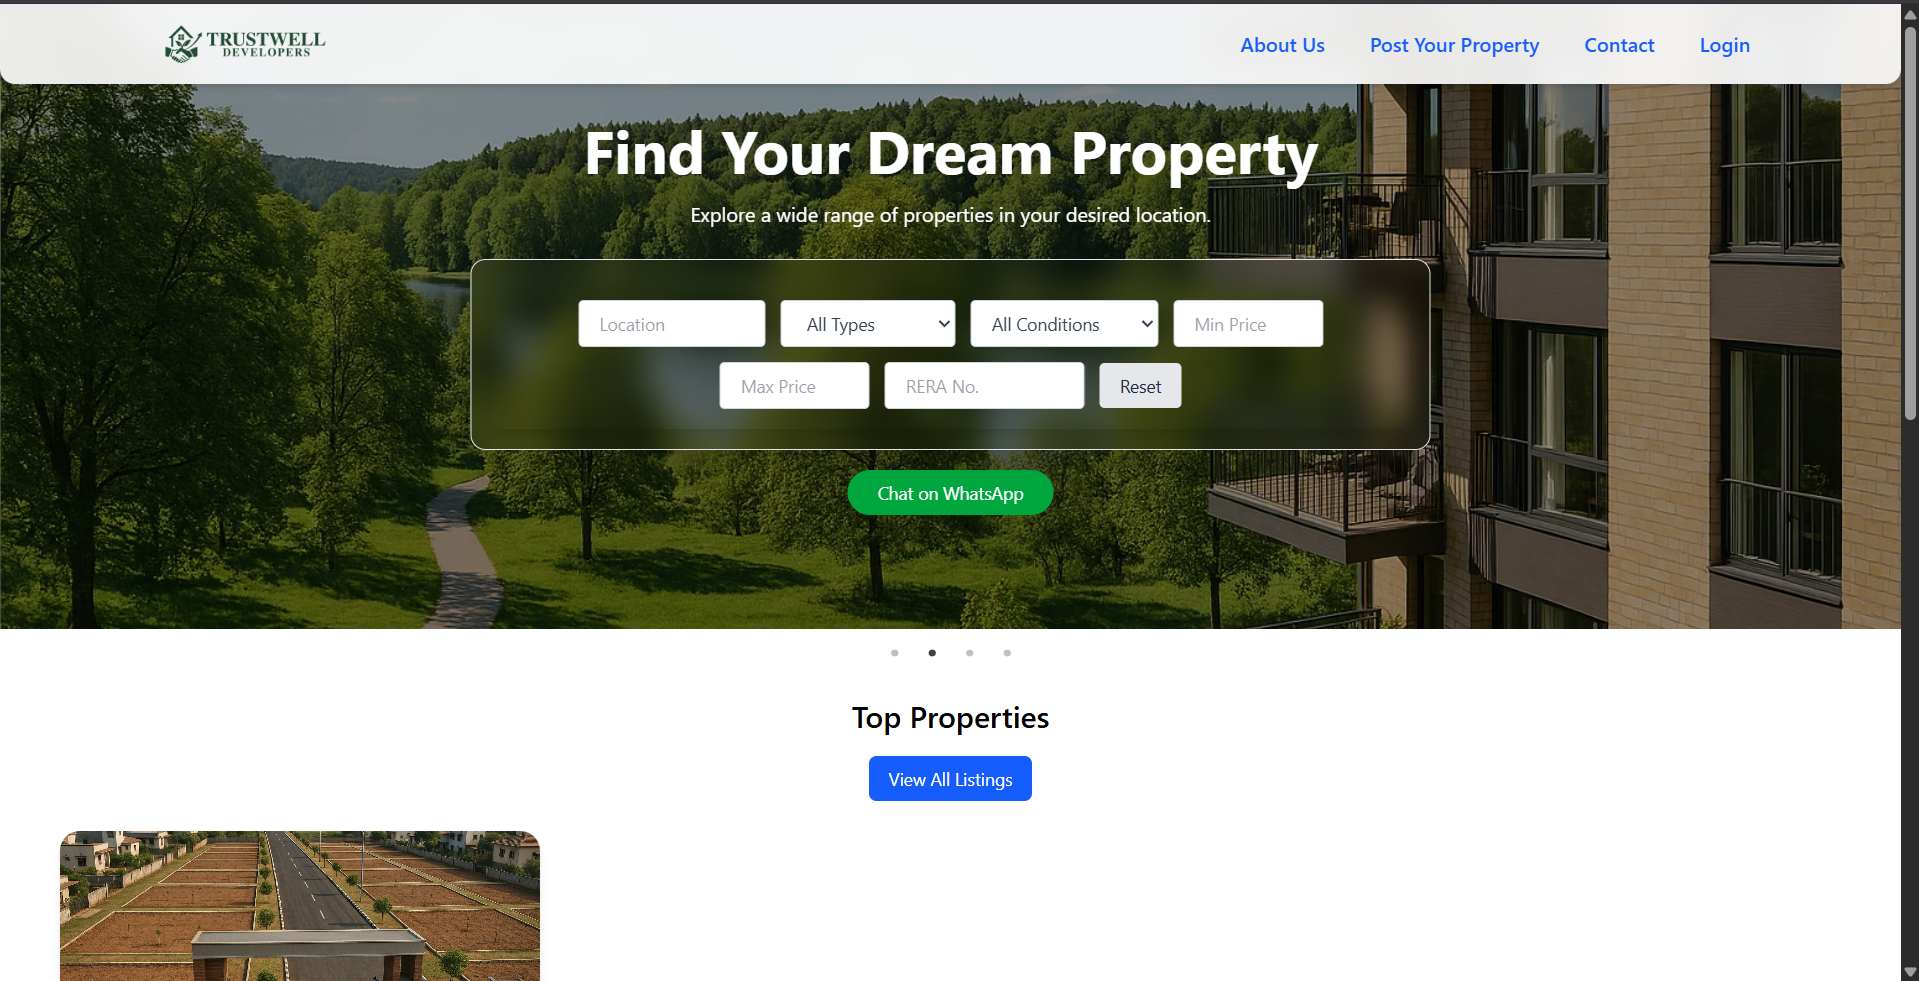 TRUSTWELL
DEVELOPERS
About Us
Post Your Property
Contact
Login
Find Your Dream Property
Explore a wide range of properties in your desired location.
Location
All Types
All Conditions
Min Price
Max Price
RERA No.
Reset
Chat on WhatsApp
Top Properties
View All Listings